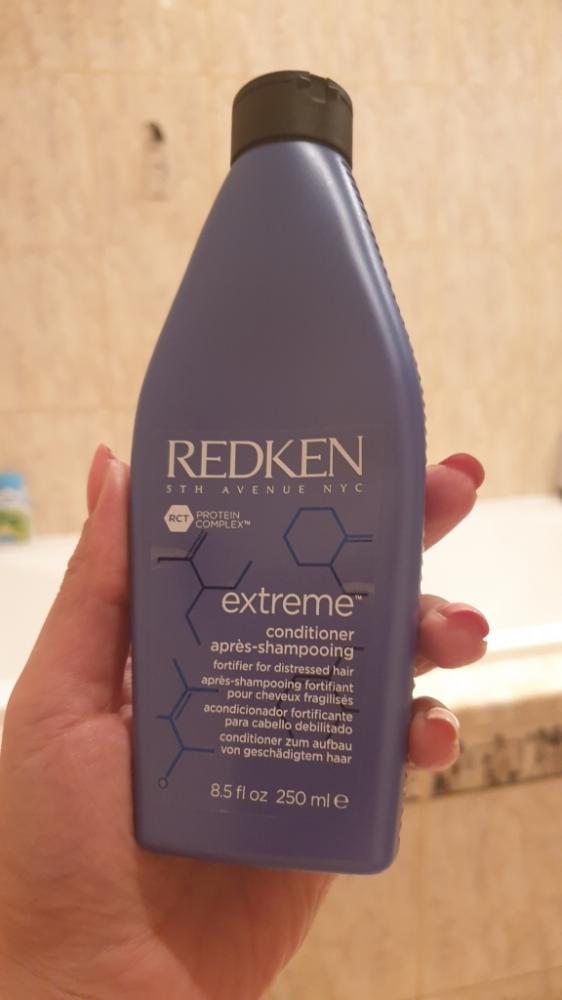 REDKEN
5TH AVENUE NYC
RCT PROTEIN
COMPLEX™
extreme™
conditioner
après-shampooing
fortifier for distressed hair
après-shampooing fortifiant
pour cheveux fragilisés
acondicionador fortificante
para cabello debilitado
conditioner zum aufbau
von geschädigtem haar
8.5 fl oz 250 ml e